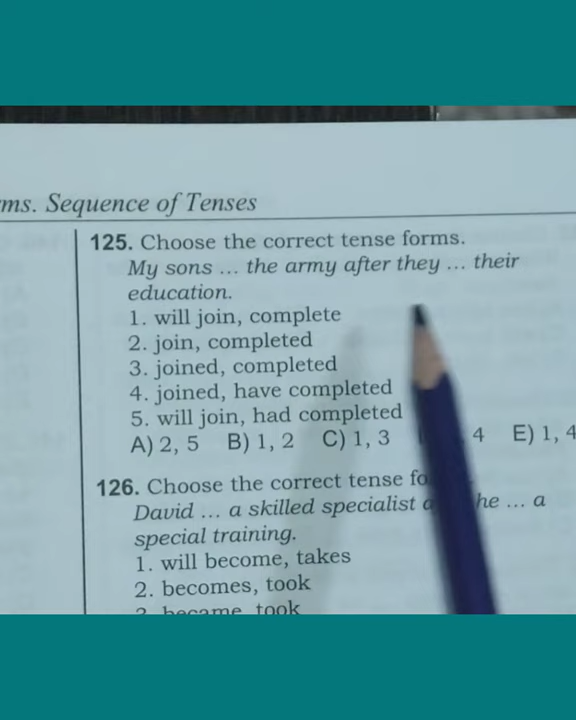 ms. Sequence of Tenses
125. Choose the correct tense forms.
My sons ... the army after they ... their
education.
1. will join, complete
2. join, completed
3. joined, completed
4. joined, have completed
5. will join, had completed
A) 2, 5 B) 1, 2 C) 1, 3 4 E) 1, 4
126. Choose the correct tense fo
David ... a skilled specialist a he ... a
special training.
1. will become, takes
2. becomes, took
3. became, took